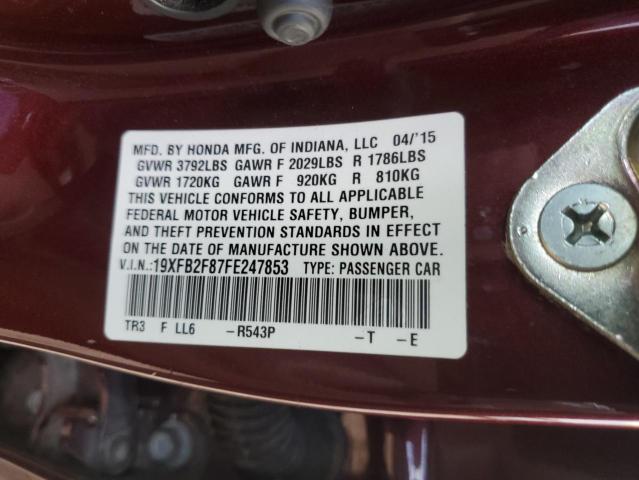 MFD. BY HONDA MFG. OF INDIANA, LLC 04/'15
GVWR 3792LBS GAWR F 2029LBS R 1786LBS
GVWR 1720KG GAWR F 920KG R 810KG
THIS VEHICLE CONFORMS TO ALL APPLICABLE
FEDERAL MOTOR VEHICLE SAFETY, BUMPER,
AND THEFT PREVENTION STANDARDS IN EFFECT
ON THE DATE OF MANUFACTURE SHOWN ABOVE.
V.I.N.:19XFB2F87FE247853 TYPE: PASSENGER CAR
TR3 F LL6 –R543P –T –E